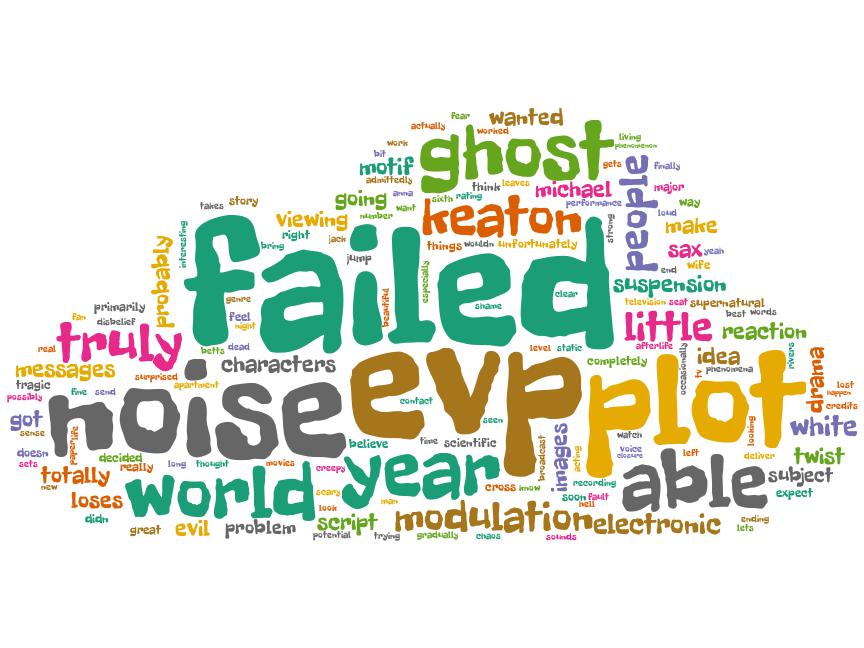 fear
wanted
actually
worked
ghost
living
phenomenon
work
bit
motif
admittedly
think
leaves
michael
gets
people
finally
major
going
anna
sixth
rating
performance
takes
story
viewing
number
want
keaton
strong
loud
way
make
interesting
right
jack
bring
things
wouldn
unfortunately
sax
yeah
probably
failed
jump
especially
end
wife
suspension
genre
beautiful
shame
clear
television
seat
supernatural
primarily
disbelief
fan
feel
night
best
words
little
reaction
real
truly
betts
dead
level
static
afterlife
messages
surprised
characters
completely
occasionally
tv
idea
phenomena
rivers
drama
tragic
possibly
fine
send
apartment
noise
evp
plot
contact
seen
lost
happen
credits
got
sense
paper
life
believe
time
scientific
broadcast
images
acting
watch
voice
closure
left
looking
white
doesn
sets
decided
really
long
thought
movies
creepy
deliver
twist
totally
new
loses
world
scary
year
man
cross
know
recording
soon
fault
hell
able
subject
expect
didn
great
evil
problem
look
script
modulation
electronic
ending
lets
potential
trying
gradually
chaos
sounds